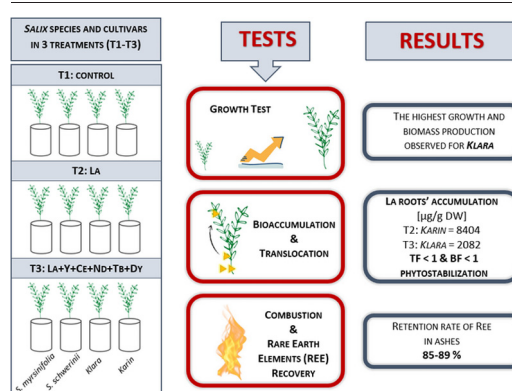 SALIX SPECIES AND CULTIVARS
IN 3 TREATMENTS (T1-T3)
T1: CONTROL
T2: LA
T3: LA+Y+CE+ND+TB+DY
S. myrsinifolia
S. schwerinii
Klara
Karin
TESTS
GROWTH TEST
BIOACCUMULATION
&
TRANSLOCATION
COMBUSTION
&
RARE EARTH
ELEMENTS (REE)
RECOVERY
RESULTS
THE HIGHEST GROWTH AND
BIOMASS PRODUCTION
OBSERVED FOR KLARA
LA ROOTS' ACCUMULATION
[µg/g DW]
T2: KARIN = 8404
T3: KLARA = 2082
TF < 1 & BF < 1
PHYTOSTABILIZATION
RETENTION RATE OF REE
IN ASHES
85-89 %